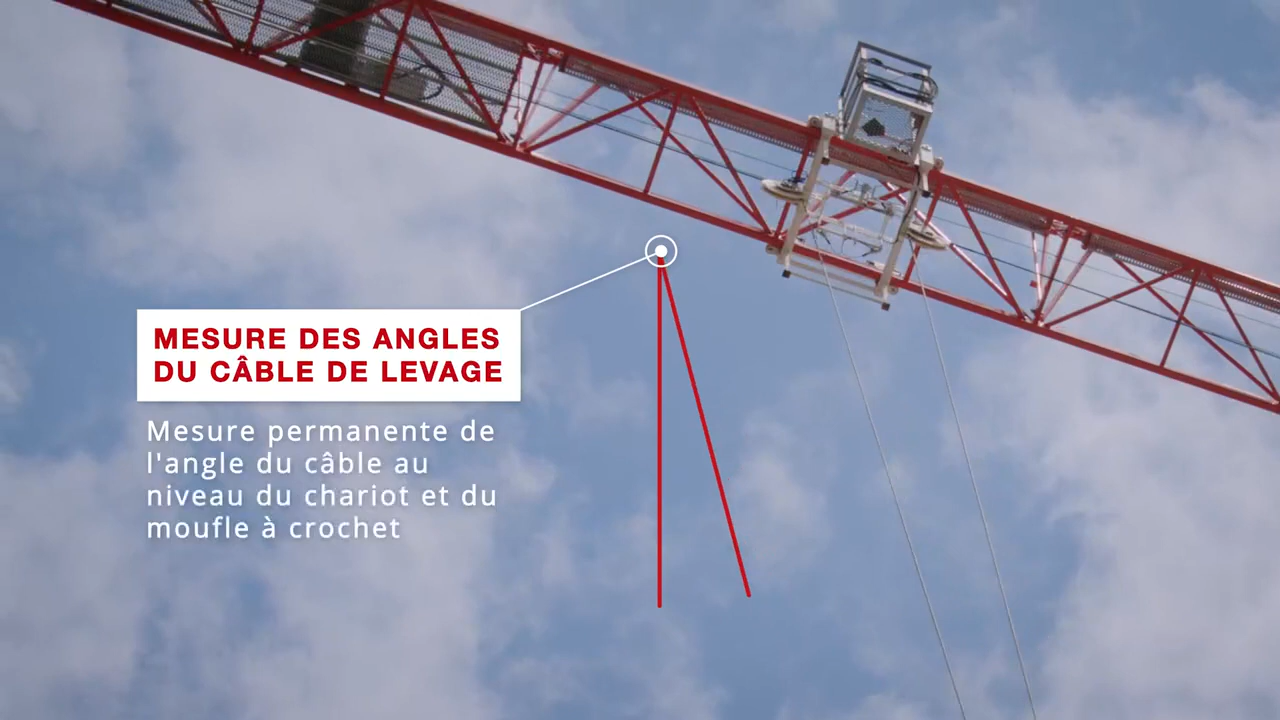 MESURE DES ANGLES
DU CÂBLE DE LEVAGE
Mesure permanente de
l'angle du câble au
niveau du chariot et du
moufle à crochet